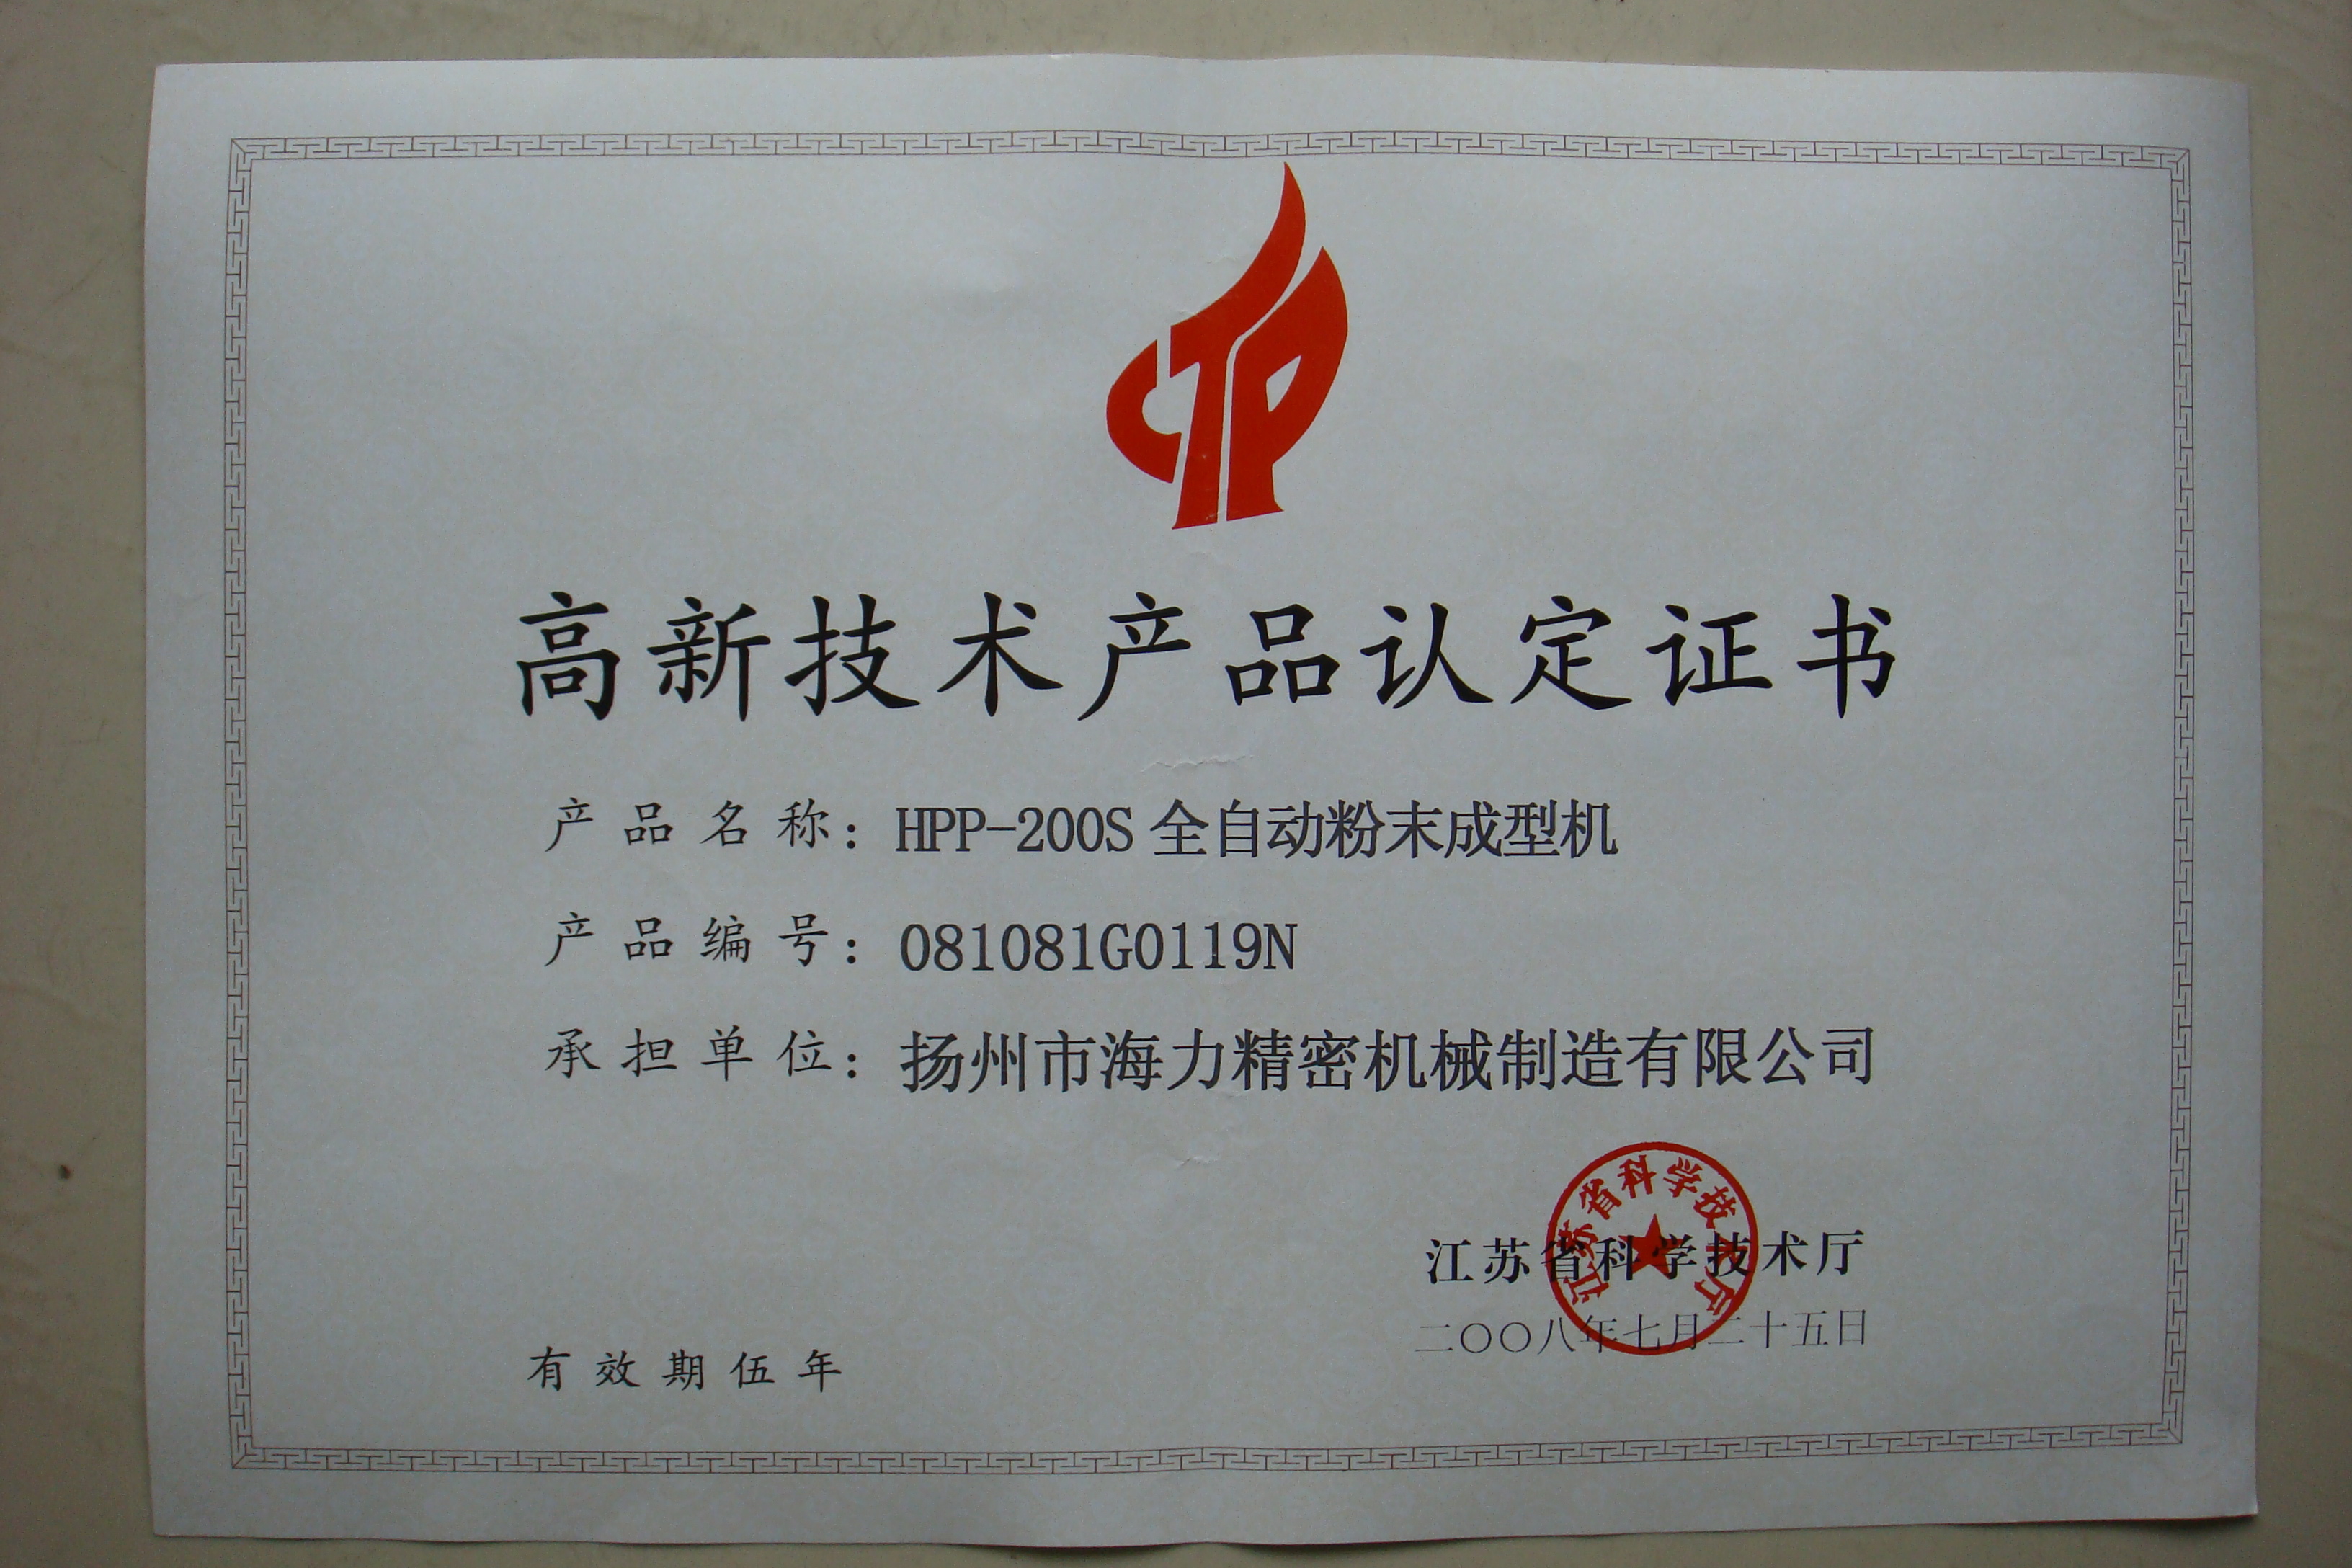 CTP
高新技术产品认定证书
产品名称：HPP-200S 全自动粉末成型机
产品编号：081081G0119N
承担单位：扬州市海力精密机械制造有限公司
江苏省科学技术厅
江苏省科学技术厅
二〇〇八年七月二十五日
有效期伍年